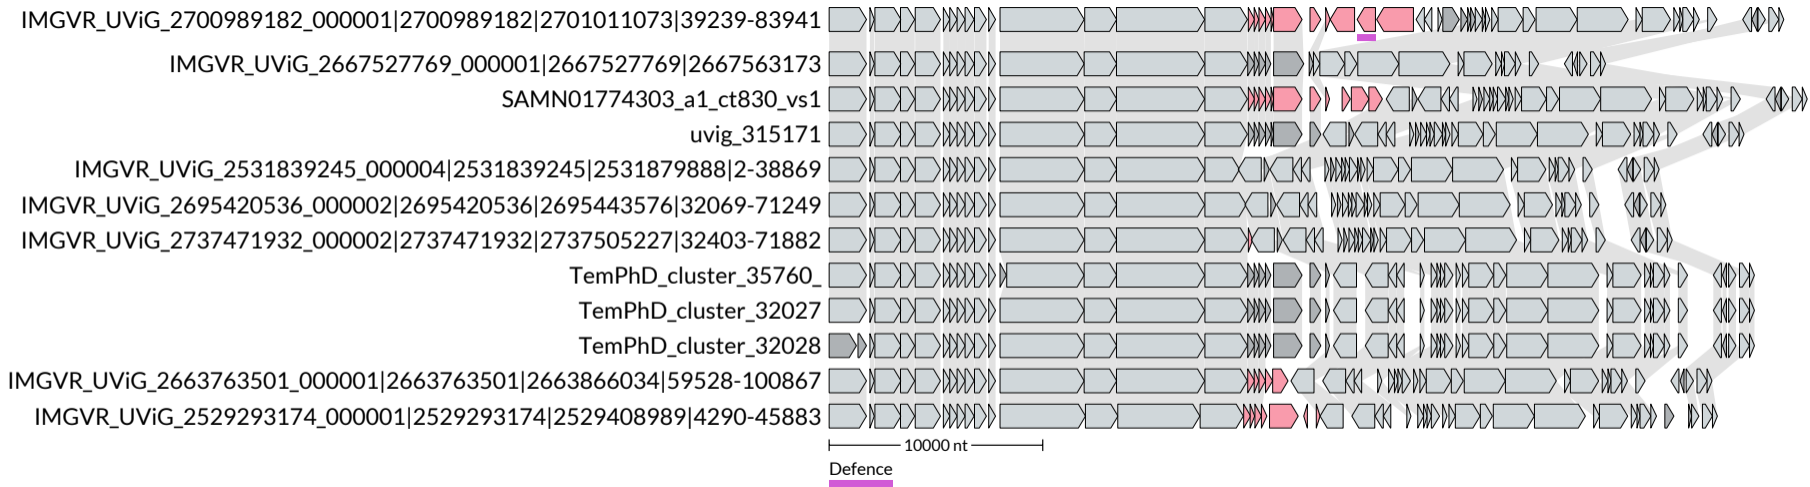 IMGVR_UViG_2700989182_000001|2700989182|2701011073|39239-83941
IMGVR_UViG_2667527769_000001|2667527769|2667563173
SAMN01774303_a1_ct830_vs1
uvig_315171
IMGVR_UViG_2531839245_000004|2531839245|2531879888|2-38869
IMGVR_UViG_2695420536_000002|2695420536|2695443576|32069-71249
IMGVR_UViG_2737471932_000002|2737471932|2737505227|32403-71882
TemPhD_cluster_35760_
TemPhD_cluster_32027
TemPhD_cluster_32028
IMGVR_UViG_2663763501_000001|2663763501|2663866034|59528-100867
IMGVR_UViG_2529293174_000001|2529293174|2529408989|4290-45883
10000 nt
Defence